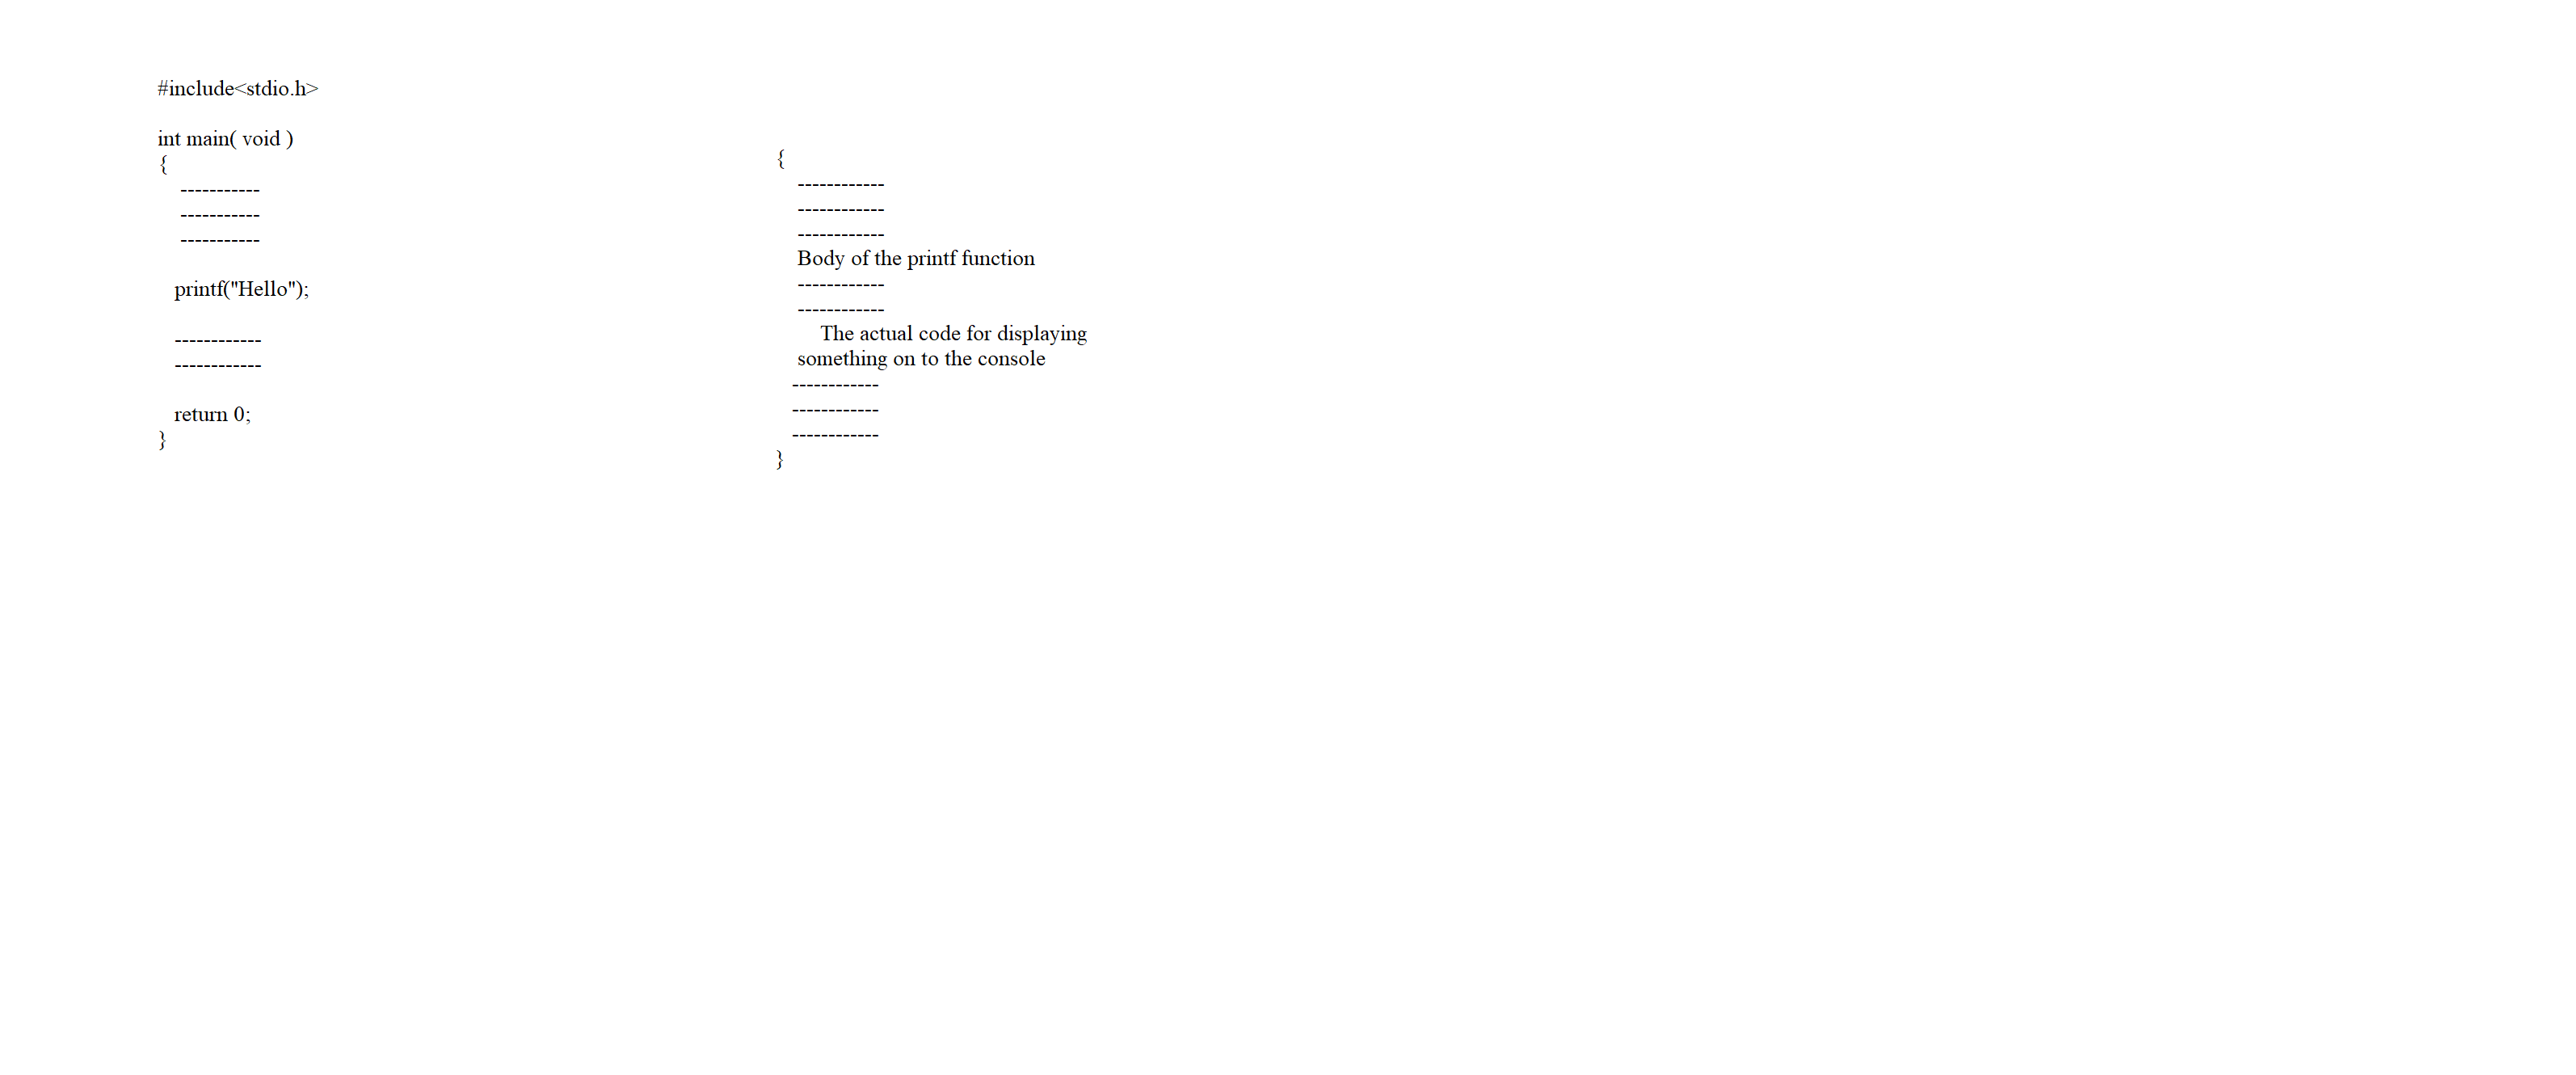 #include<stdio.h>
int main( void )
{
-----------
-----------
-----------
printf("Hello");
------------
------------
return 0;
}
{
------------
------------
------------
Body of the printf function
------------
------------
The actual code for displaying
something on to the console
------------
------------
------------
}